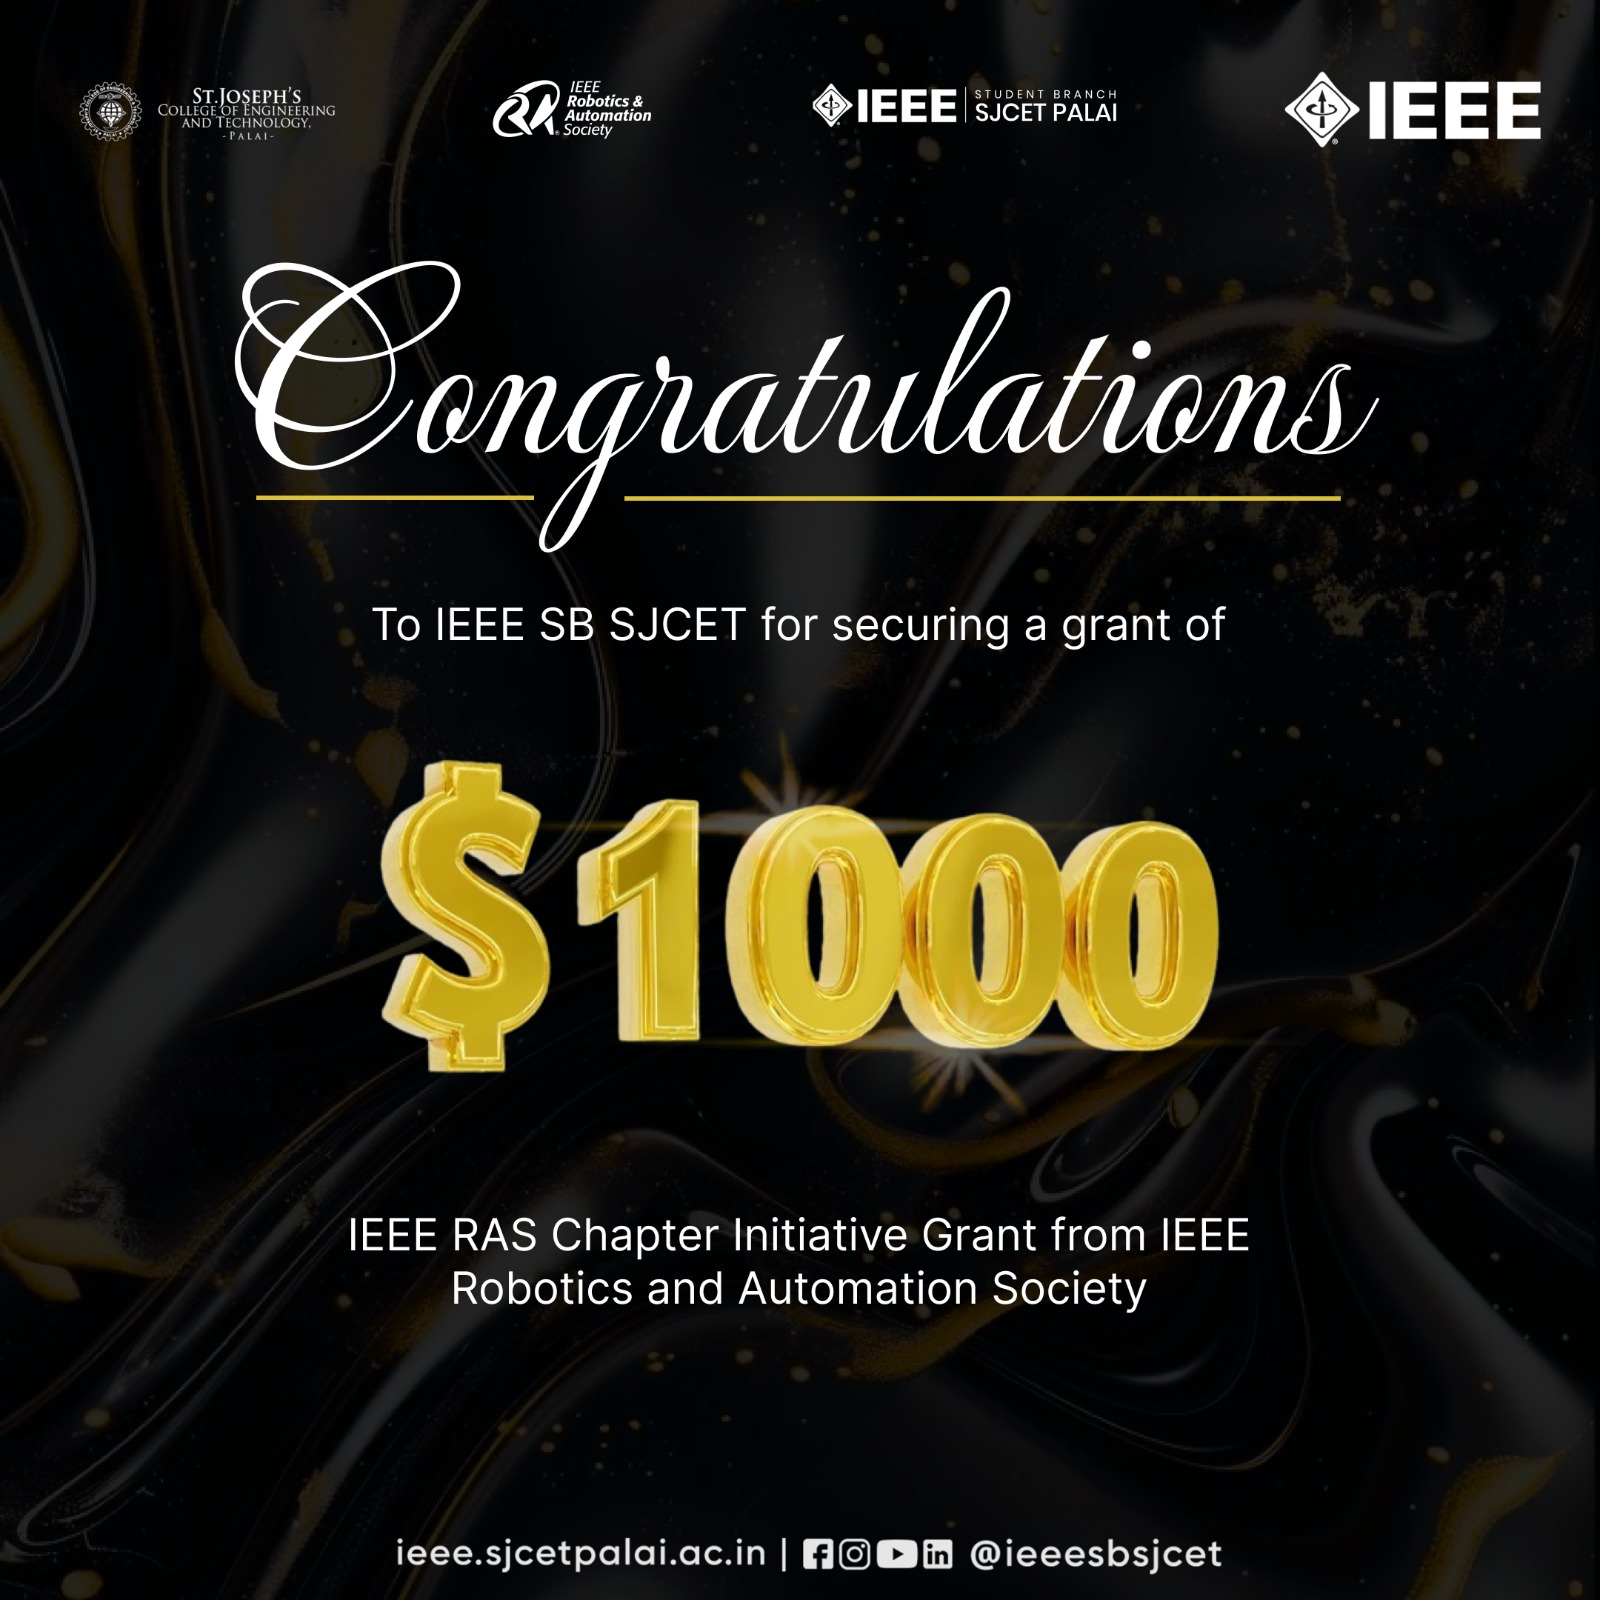 ST.JOSEPH'S
COLLEGE OF ENGINEERING
AND TECHNOLOGY,
-PALAI-
IEEE
Robotics &
Automation
Society
IEEE
STUDENT BRANCH
SJCET PALAI
IEEE
Congratulations
To IEEE SB SJCET for securing a grant of
$1000
IEEE RAS Chapter Initiative Grant from IEEE
Robotics and Automation Society
ieee.sjcetpalai.ac.in | @ieeesbsjcet